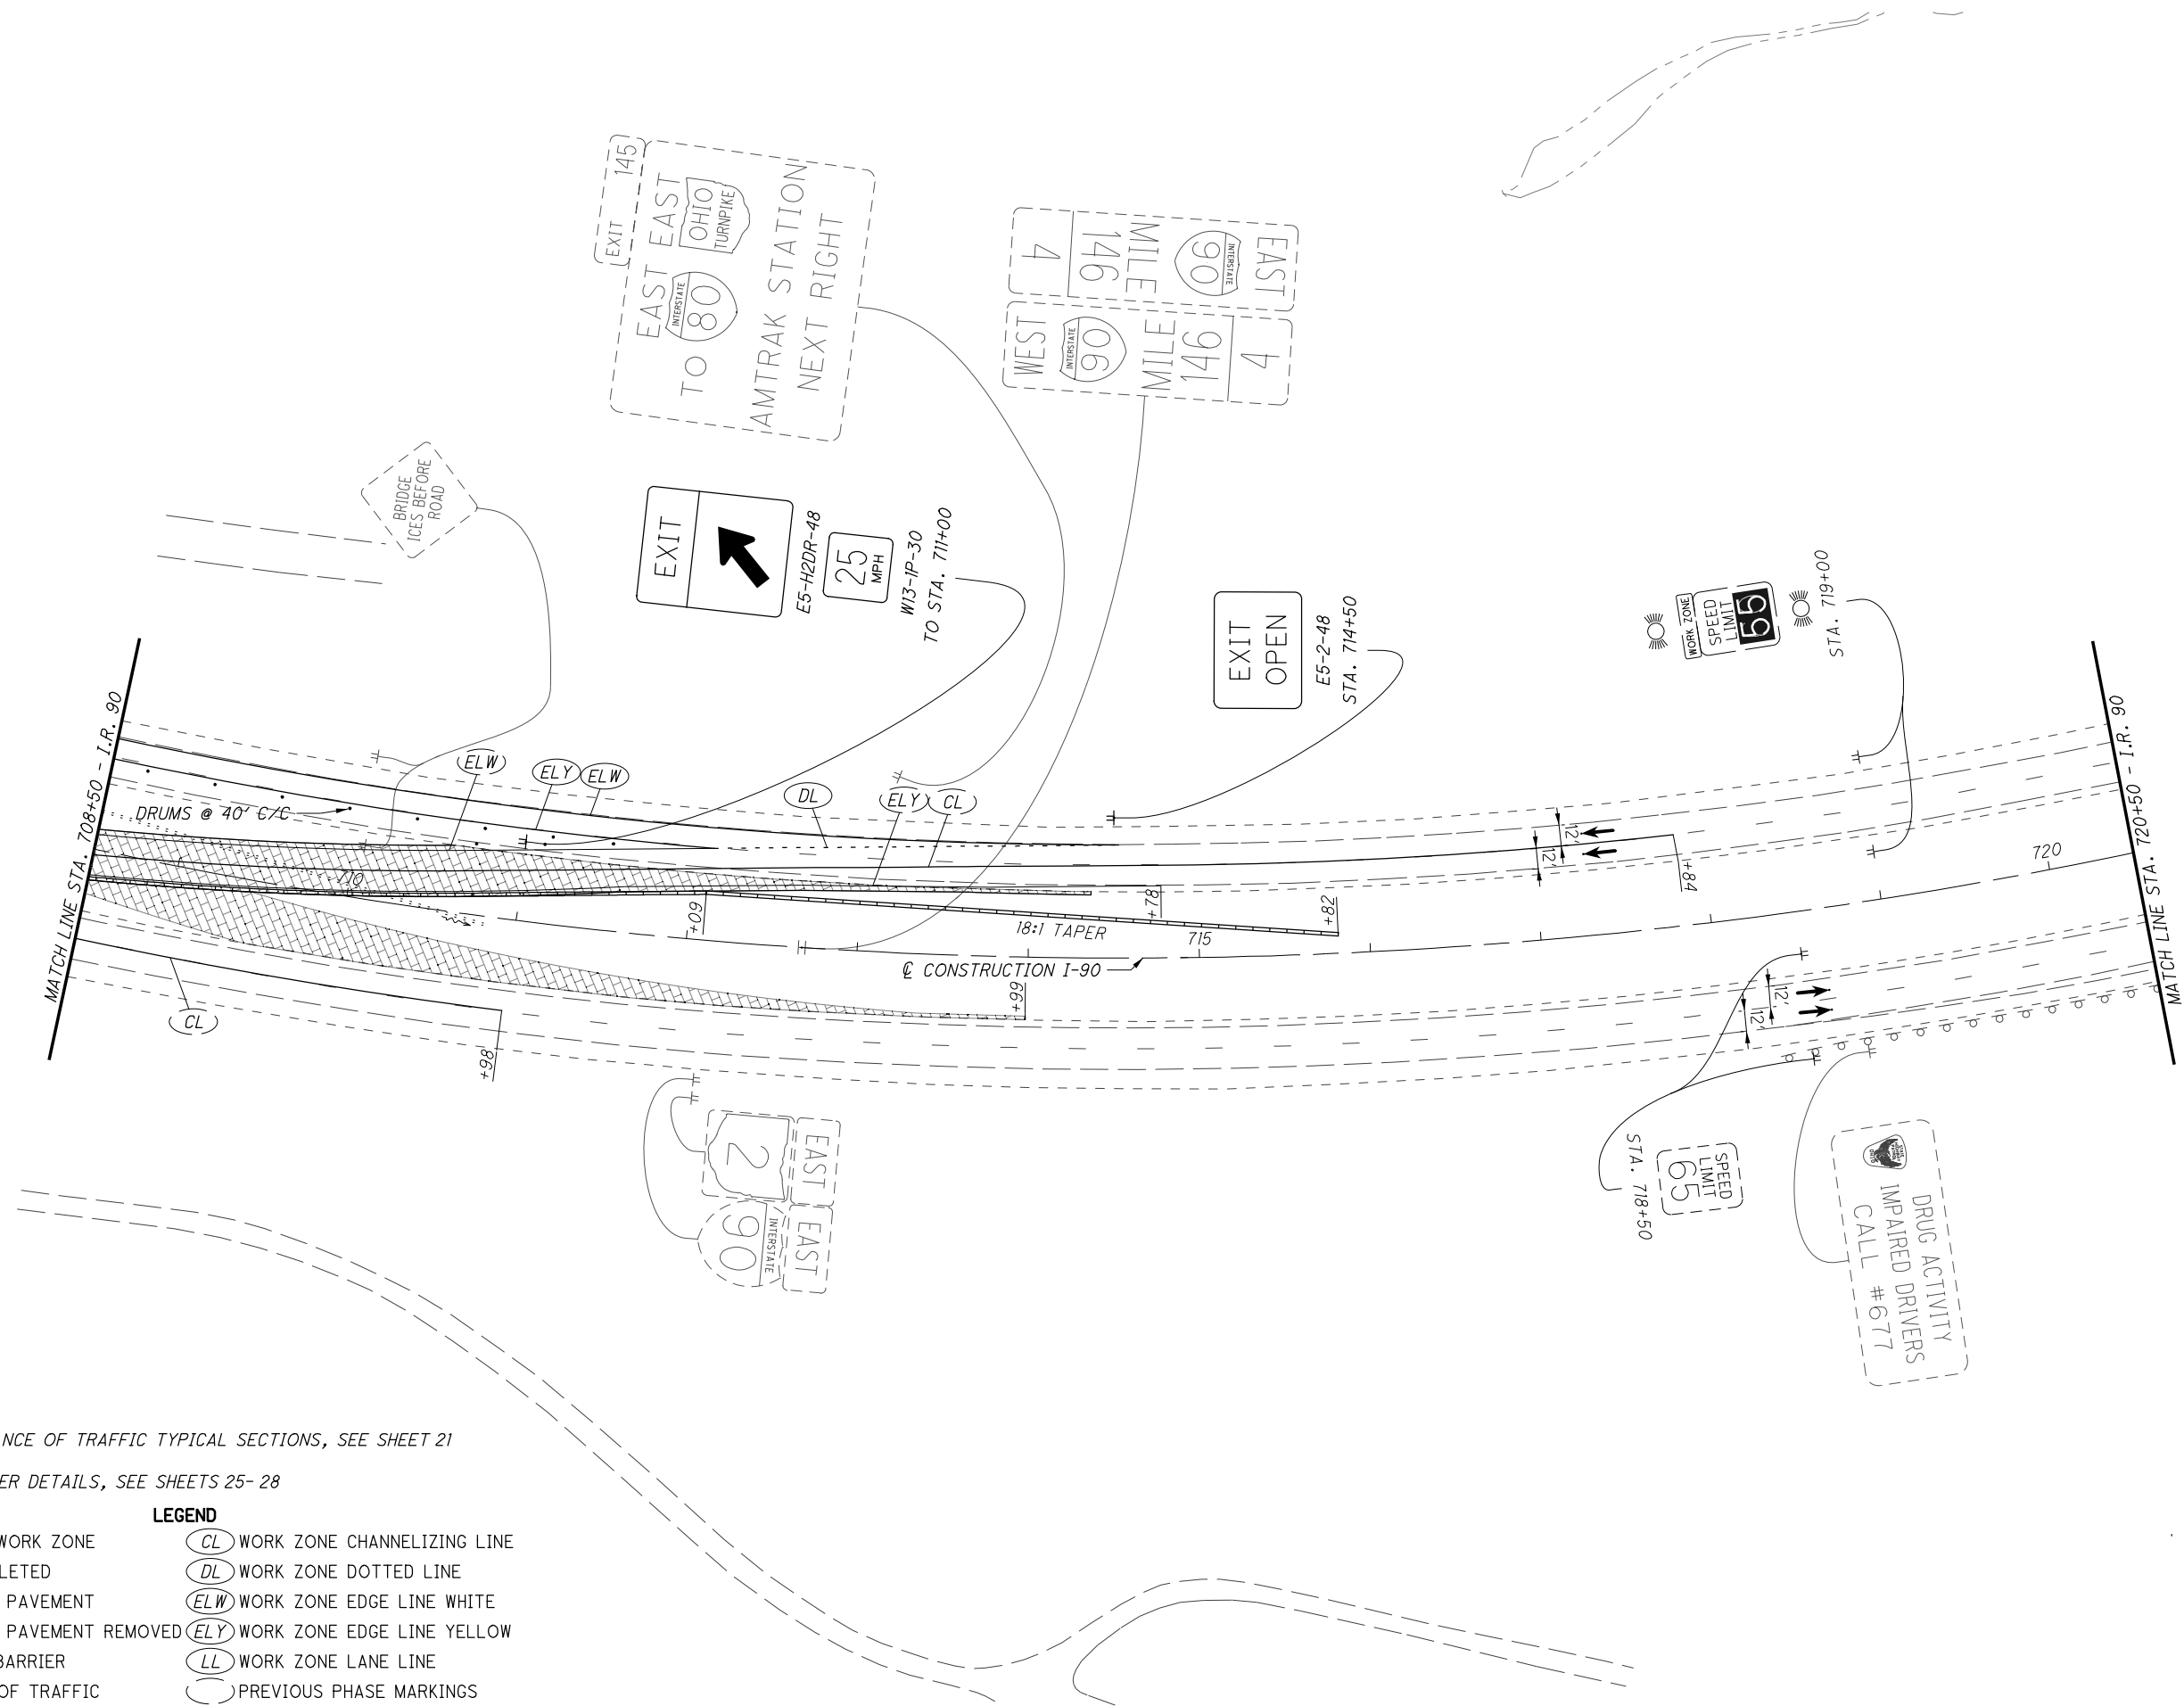 EXIT 145
EAST EAST
OHIO
TURNPIKE
TO
INTERSTATE
80
AMTRAK STATION
NEXT RIGHT
EAST
INTERSTATE
90
MILE
146
4
WEST
INTERSTATE
90
MILE
146
4
BRIDGE
ICES BEFORE
ROAD
EXIT
E5-H2DR-48
25
MPH
W13-1P-30
TO STA. 711+00
EXIT
OPEN
E5-2-48
STA. 714+50
WORK ZONE
SPEED
LIMIT
55
STA. 719+00
MATCH LINE STA. 708+50 - I.R. 90
MATCH LINE STA. 720+50 - I.R. 90
ELW
ELY
ELW
DL
ELY
CL
DRUMS @ 40' C/C
12'
12'
+84
720
710
+09
+78
+82
18:1 TAPER
715
℄ CONSTRUCTION I-90
+99
CL
+98
12'
12'
EAST
2
EAST
INTERSTATE
90
SPEED
LIMIT
65
STA. 718+50
DRUG ACTIVITY
IMPAIRED DRIVERS
CALL #677
NCE OF TRAFFIC TYPICAL SECTIONS, SEE SHEET 21
ER DETAILS, SEE SHEETS 25-28
LEGEND
WORK ZONE
CL WORK ZONE CHANNELIZING LINE
LETED
DL WORK ZONE DOTTED LINE
PAVEMENT
ELW WORK ZONE EDGE LINE WHITE
PAVEMENT REMOVED
ELY WORK ZONE EDGE LINE YELLOW
BARRIER
LL WORK ZONE LANE LINE
OF TRAFFIC
PREVIOUS PHASE MARKINGS